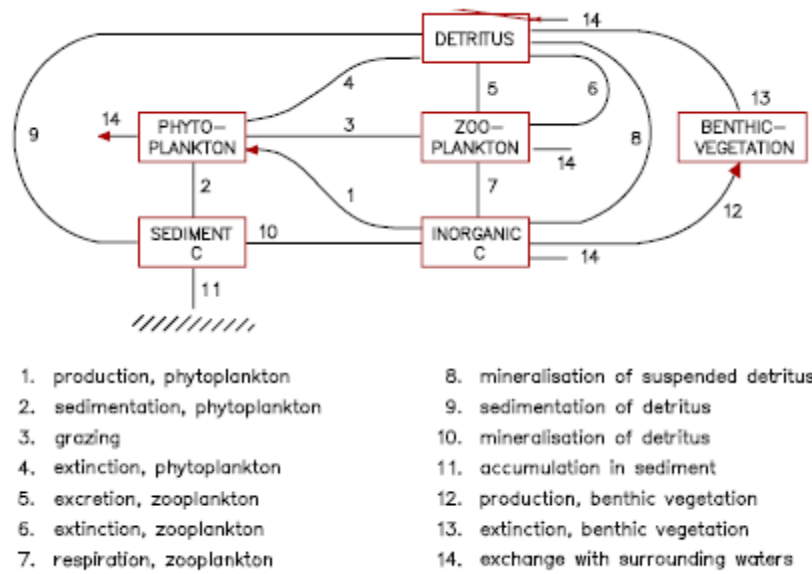 14
DETRITUS
4
6
13
5
9
14
PHYTO-
PLANKTON
3
ZOO-
PLANKTON
8
BENTHIC-
VEGETATION
14
2
7
1
12
SEDIMENT
C
10
INORGANIC
C
14
11
1. production, phytoplankton
2. sedimentation, phytoplankton
3. grazing
4. extinction, phytoplankton
5. excretion, zooplankton
6. extinction, zooplankton
7. respiration, zooplankton
8. mineralisation of suspended detritus
9. sedimentation of detritus
10. mineralisation of detritus
11. accumulation in sediment
12. production, benthic vegetation
13. extinction, benthic vegetation
14. exchange with surrounding waters